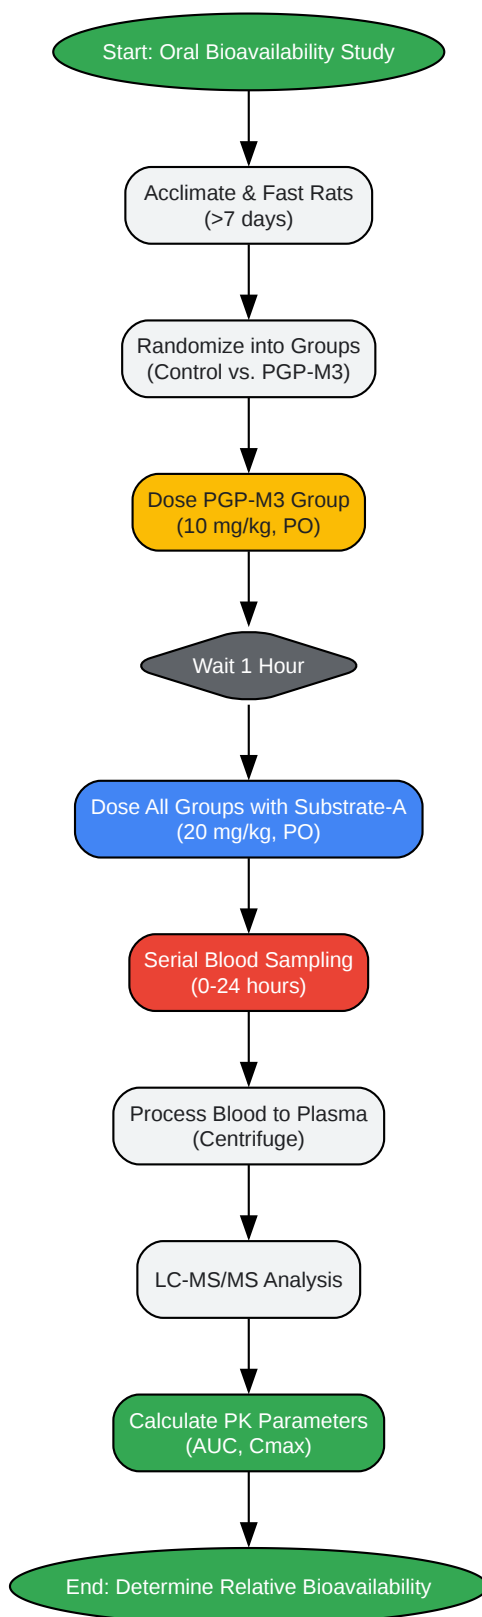 Start: Oral Bioavailability Study
Acclimate & Fast Rats
(>7 days)
Randomize into Groups
(Control vs. PGP-M3)
Dose PGP-M3 Group
(10 mg/kg, PO)
Wait 1 Hour
Dose All Groups with Substrate-A
(20 mg/kg, PO)
Serial Blood Sampling
(0-24 hours)
Process Blood to Plasma
(Centrifuge)
LC-MS/MS Analysis
Calculate PK Parameters
(AUC, Cmax)
End: Determine Relative Bioavailability